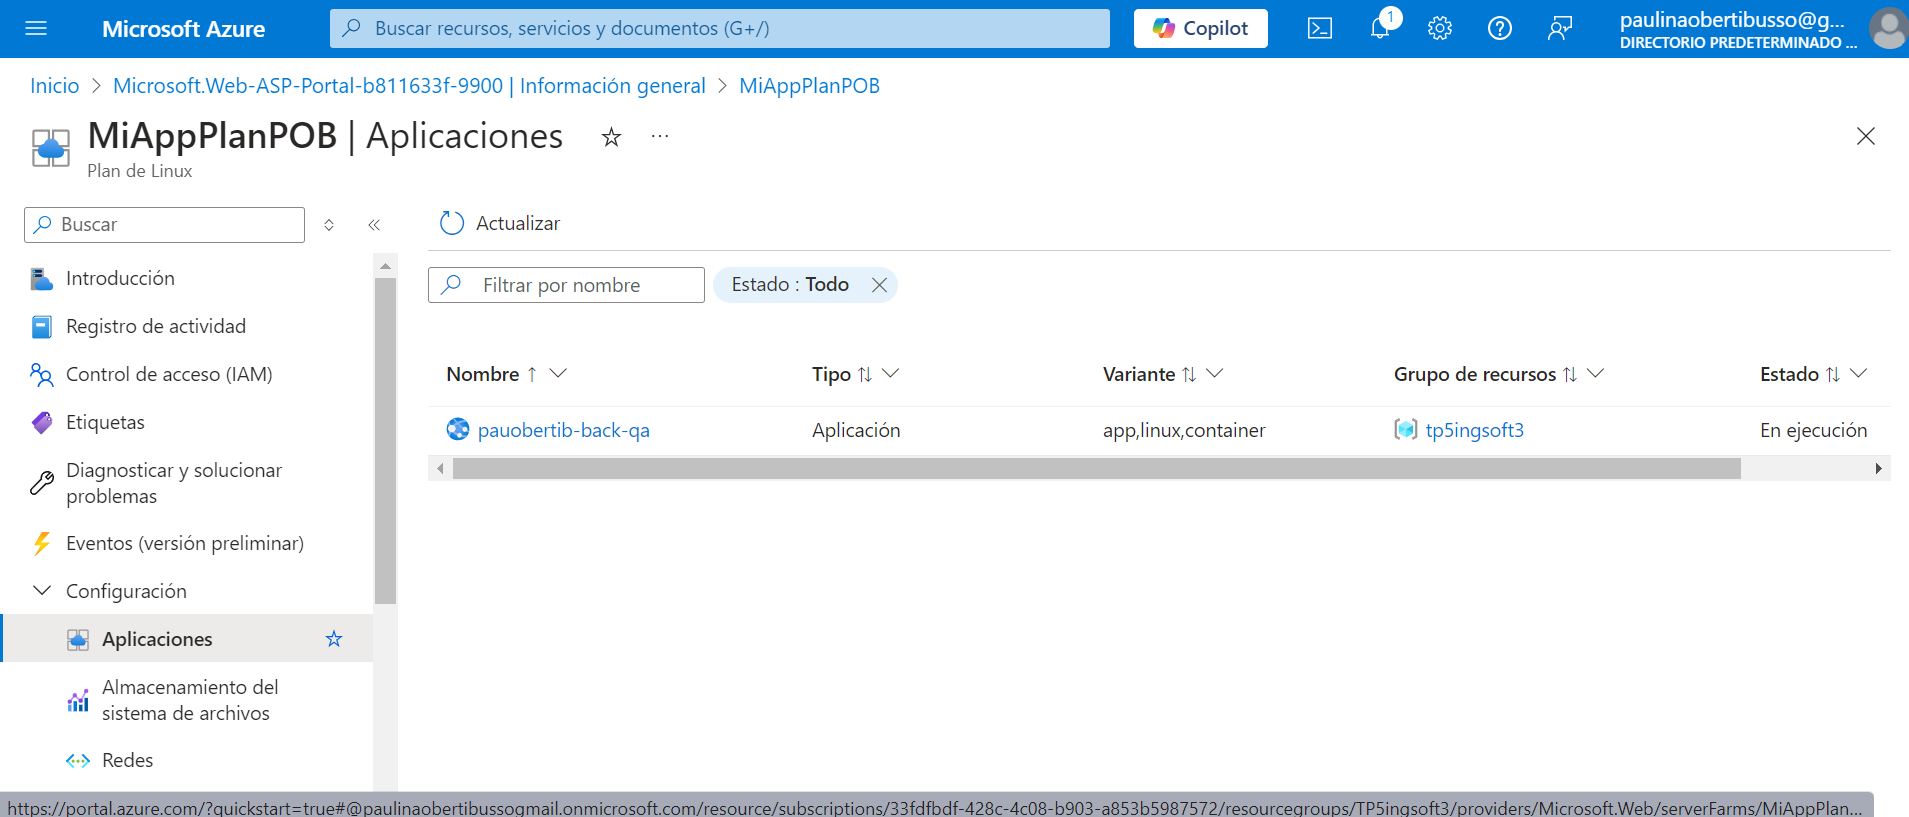 Microsoft Azure
Buscar recursos, servicios y documentos (G+/)
Copilot
1
paulinaobertibusso@g...
DIRECTORIO PREDETERMINADO ...
Inicio > Microsoft.Web-ASP-Portal-b811633f-9900 | Información general > MiAppPlanPOB
MiAppPlanPOB | Aplicaciones
Plan de Linux
Buscar
Actualizar
Introducción
Registro de actividad
Control de acceso (IAM)
Etiquetas
Diagnosticar y solucionar
problemas
Eventos (versión preliminar)
Configuración
Aplicaciones
Almacenamiento del
sistema de archivos
Redes
Filtrar por nombre
Estado : Todo
Nombre Tipo Variante Grupo de recursos Estado
pauobertib-back-qa Aplicación app,linux,container tp5ingsoft3 En ejecución
https://portal.azure.com/?quickstart=true#@paulinaobertibussogmail.onmicrosoft.com/resource/subscriptions/33fdfbdf-428c-4c08-b903-a853b5987572/resourcegroups/TP5ingsoft3/providers/Microsoft.Web/serverFarms/MiAppPlan...